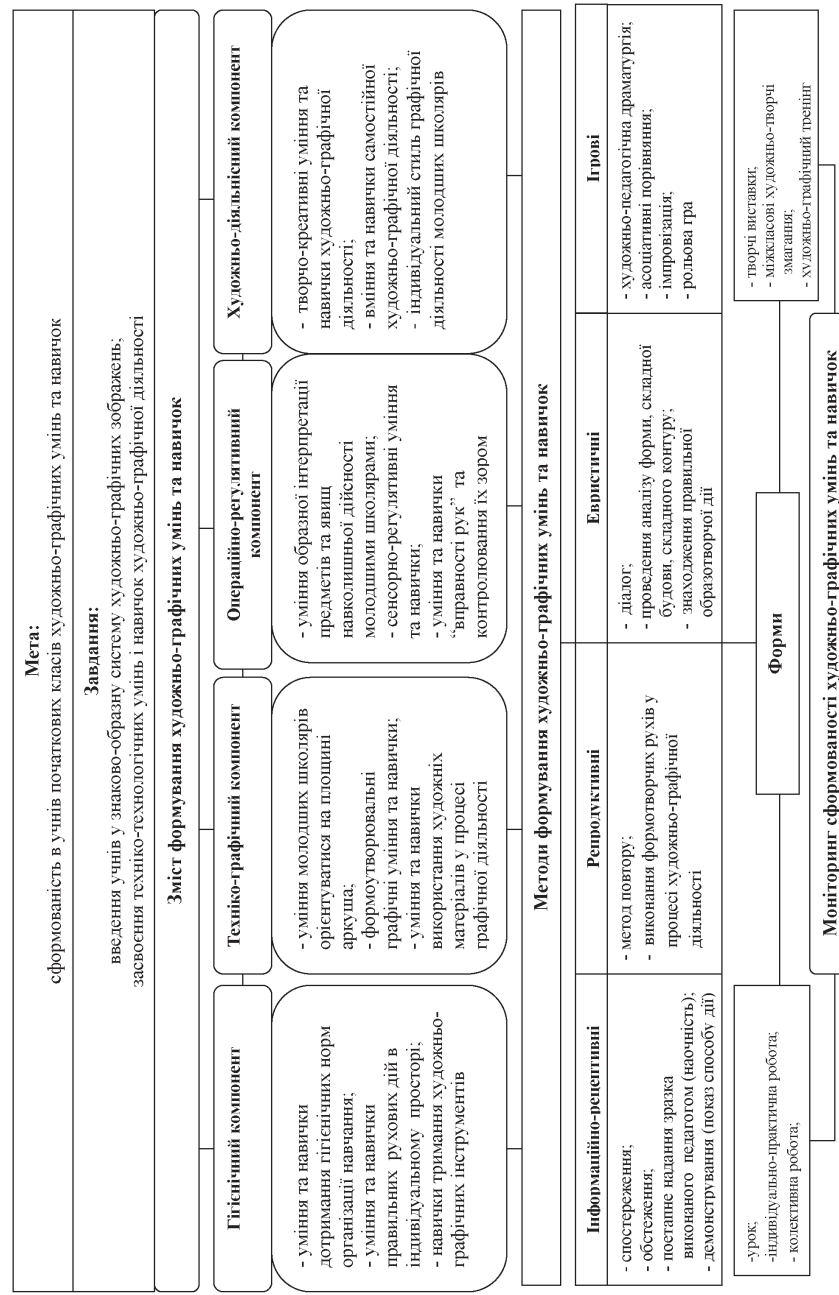 Мета:
сформованість в учнів початкових класів художньо-графічних умінь та навичок
Завдання:
введення учнів у знаково-образну систему художньо-графічних зображень;
засвоєння техніко-технологічних умінь і навичок художньо-графічної діяльності
Зміст формування художньо-графічних умінь та навичок
Гігієнічний компонент
- уміння та навички
дотримання гігієнічних норм
організації навчання;
- уміння та навички
правильних рухових дій в
індивідуальному просторі;
- навички тримання художньо-
графічних інструментів
Техніко-графічний компонент
- уміння молодших школярів
орієнтуватися на площині
аркуша;
- формоутворювальні
графічні уміння та навички;
- уміння та навички
використання художніх
матеріалів у процесі
графічної діяльності
Операційно-регулятивний
компонент
- уміння образної інтерпретації
предметів та явищ
навколишньої дійсності
молодшими школярами;
- сенсорно-регулятивні уміння
та навички;
- уміння та навички
“вправності рук” та
контролювання їх зором
Художньо-діяльнісний компонент
- творчо-креативні уміння та
навички художньо-графічної
діяльності;
- вміння та навички самостійної
художньо-графічної діяльності;
- індивідуальний стиль графічної
діяльності молодших школярів
Методи формування художньо-графічних умінь та навичок
Інформаційно-рецептивні
- спостереження;
- обстеження;
- поетапне надання зразка
виконаного педагогом (наочність);
- демонстрування (показ способу дії)
Репродуктивні
- метод повтору;
- виконання формотворчих рухів у
процесі художньо-графічної
діяльності
Евристичні
- діалог;
- проведення аналізу форми, складної
будови, складного контуру;
- знаходження правильної
образотворчої дії
Ігрові
- художньо-педагогічна драматургія;
- асоціативні порівняння;
- імпровізація;
- рольова гра
-урок;
-індивідуально-практична робота;
- колективна робота;
Форми
- творчі виставки;
- міжкласові художньо-творчі
змагання;
- художньо-графічний тренінг
Моніторинг сформованості художньо-графічних умінь та навичок